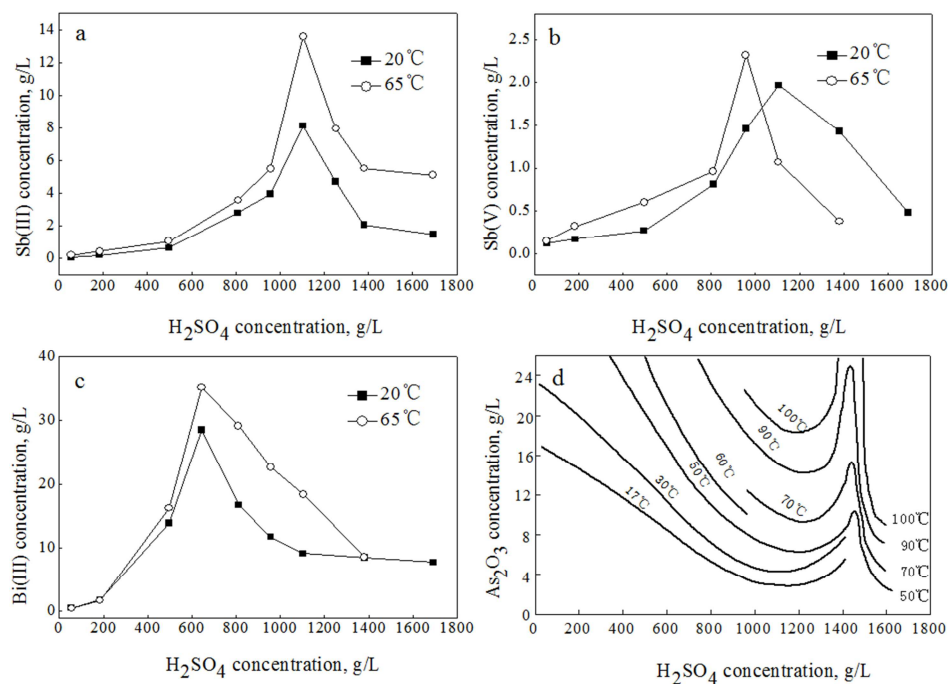 a
20℃
65℃
Sb(III) concentration, g/L
14
12
10
8
6
4
2
0
0 200 400 600 800 1000 1200 1400 1600 1800
H₂SO₄ concentration, g/L
b
20℃
65℃
Sb(V) concentration, g/L
2.5
2.0
1.5
1.0
0.5
0.0
0 200 400 600 800 1000 1200 1400 1600 1800
H₂SO₄ concentration, g/L
c
20℃
65℃
Bi(III) concentration, g/L
40
30
20
10
0
0 200 400 600 800 1000 1200 1400 1600 1800
H₂SO₄ concentration, g/L
d
As₂O₃ concentration, g/L
24
20
16
12
8
4
0
100℃
90℃
60℃
50℃
70℃
30℃
17℃
100℃
90℃
70℃
50℃
0 200 400 600 800 1000 1200 1400 1600 1800
H₂SO₄ concentration, g/L